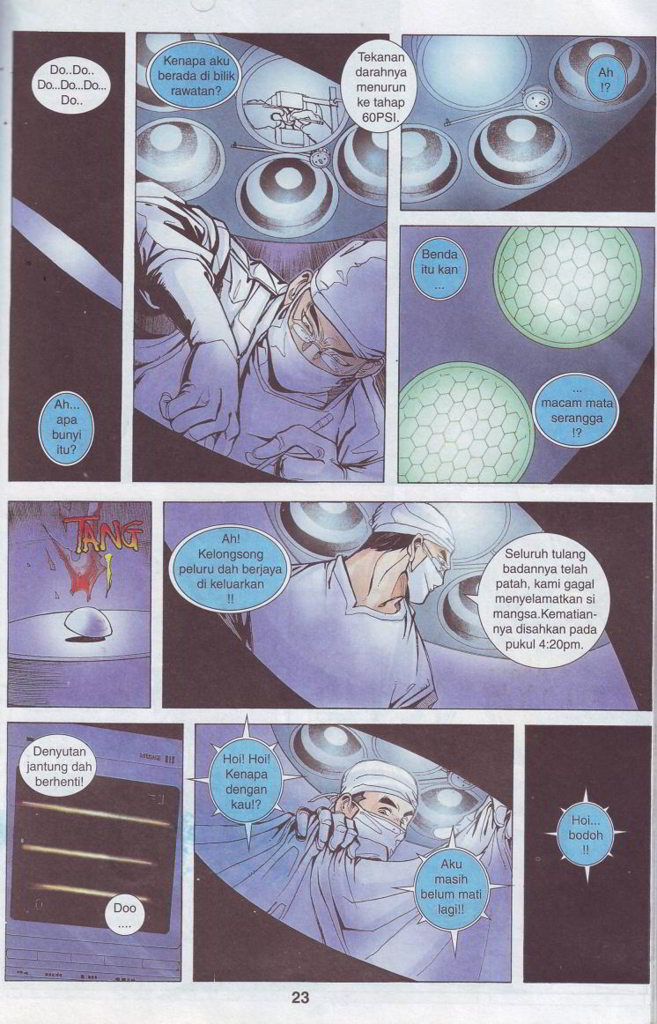 Do..Do..
Do...Do...Do...
Do..
Ah...
apa
bunyi
itu?
Kenapa aku
berada di bilik
rawatan?
Tekanan
darahnya
menurun
ke tahap
60PSI.
Ah
!?
Benda
itu kan
...
...
macam mata
serangga
!?
TANG
!
Ah!
Kelongsong
peluru dah berjaya
di keluarkan
!!
Seluruh tulang
badannya telah
patah, kami gagal
menyelamatkan si
mangsa.Kematian-
nya disahkan pada
pukul 4:20pm.
Denyutan
jantung dah
berhenti!
Doo
....
Hoi! Hoi!
Kenapa
dengan
kau!?
Aku
masih
belum mati
lagi!!
Hoi...
bodoh
!!
23